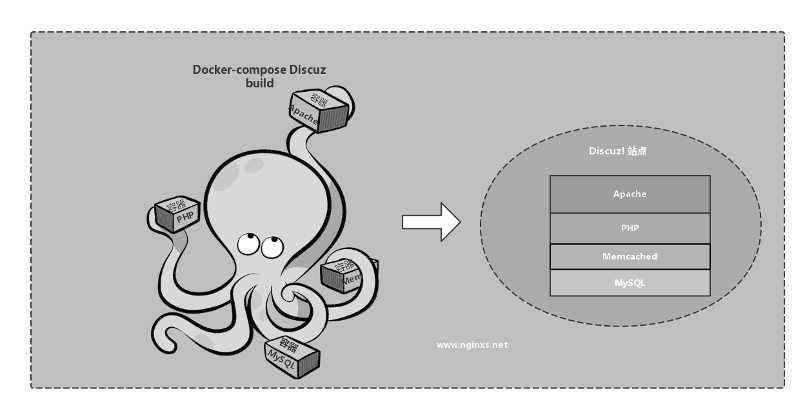 Docker-compose Discuz
build
容器
Apache
容器
PHP
容器
Mem
容器
MySQL
Discuz! 站点
Apache
PHP
Memcached
MySQL
www.nginxs.net